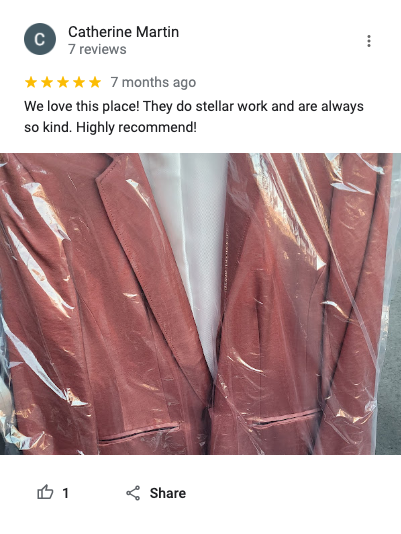 C
Catherine Martin
7 reviews
7 months ago
We love this place! They do stellar work and are always
so kind. Highly recommend!
1
Share